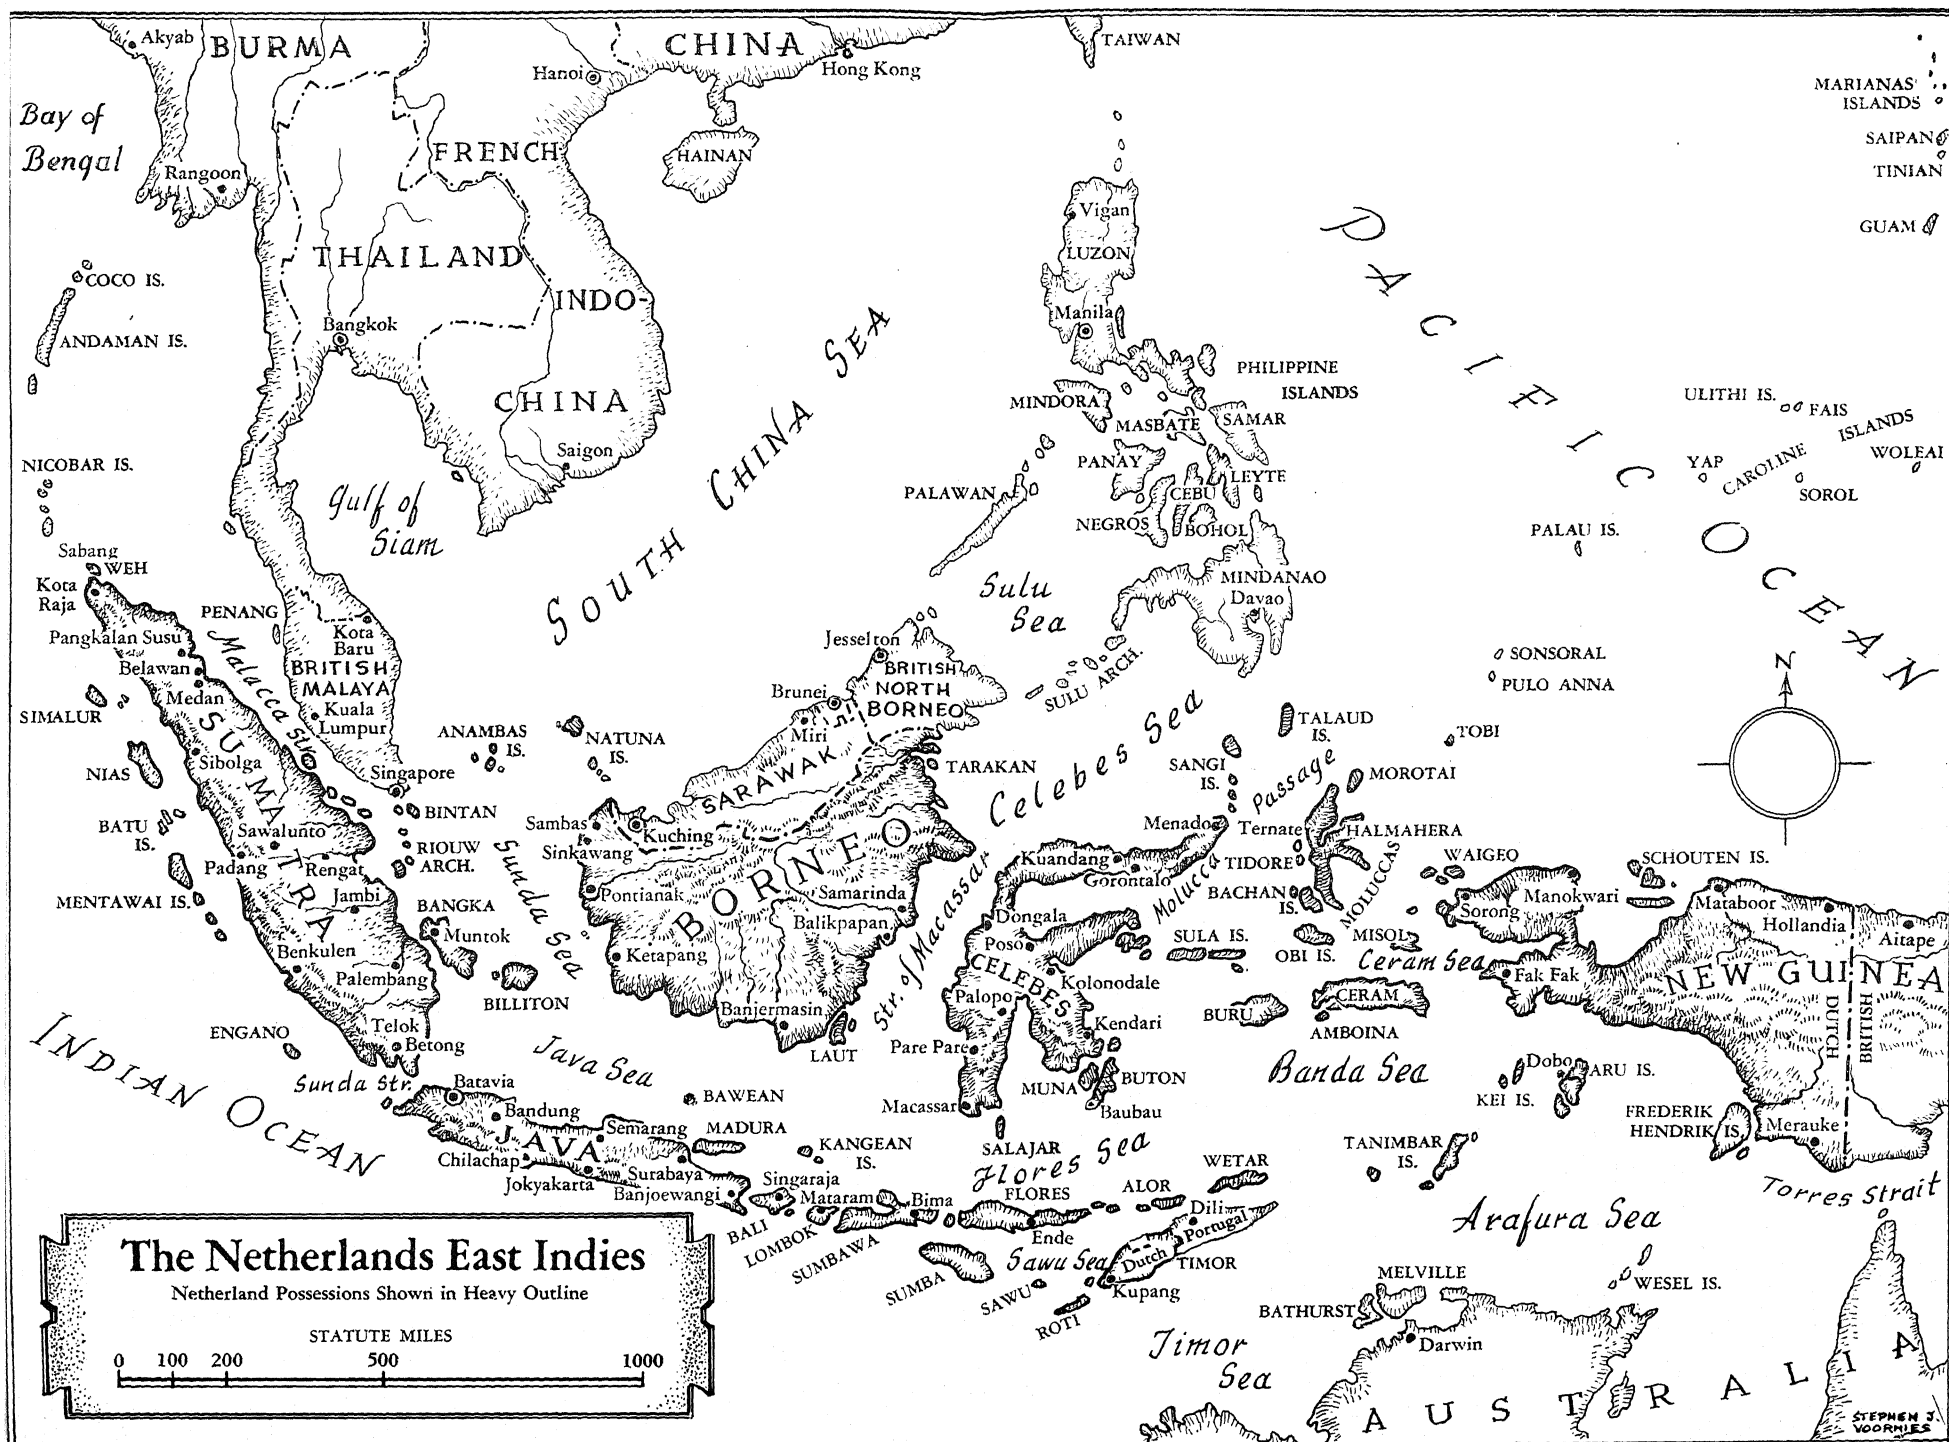 Akyab
BURMA
CHINA
Hanoi
Hong Kong
TAIWAN
MARIANAS
ISLANDS
SAIPAN
TINIAN
GUAM
Bay of
Bengal
Rangoon
FRENCH
HAINAN
THAILAND
INDO-
CHINA
Bangkok
Saigon
COCO IS.
ANDAMAN IS.
NICOBAR IS.
Gulf of
Siam
SOUTH CHINA SEA
Vigan
LUZON
Manila
PHILIPPINE
ISLANDS
MINDORA
MASBATE
SAMAR
PANAY
LEYTE
CEBU
PALAWAN
NEGROS
BOHOL
MINDANAO
Davao
Sulu
Sea
SULU ARCH.
PACIFIC OCEAN
ULITHI IS.
FAIS
CAROLINE ISLANDS
YAP
SOROL
WOLEAI
PALAU IS.
SONSORAL
PULO ANNA
TOBI
N
Sabang
WEH
Kota
Raja
Pangkalan Susu
Belawan
Medan
PENANG
Malacca Str.
Kota
Baru
BRITISH
MALAYA
Kuala
Lumpur
Singapore
SIMALUR
SUMATRA
Sibolga
NIAS
BATU
IS.
Sawalunto
Padang
Rengat
Jambi
MENTAWAI IS.
Benkulen
Palembang
Telok
Betong
ENGANO
Sunda Str.
INDIAN OCEAN
ANAMBAS
IS.
NATUNA
IS.
BINTAN
RIOUW
ARCH.
BANGKA
Muntok
BILLITON
Sunda Sea
Jesselton
BRITISH
NORTH
BORNEO
Brunei
Miri
SARAWAK
TARAKAN
Sambas
Kuching
Sinkawang
Pontianak
BORNEO
Samarinda
Balikpapan
Ketapang
Banjermasin
LAUT
Str. of Macassar
Celebes Sea
TALAUD
IS.
SANGI
IS.
Molucca Passage
MOROTAI
Menado
Ternate
HALMAHERA
TIDORE
MOLUCCAS
BACHAN
IS.
Kuandang
Gorontalo
Dongala
Poso
CELEBES
Kolonodale
Palopo
Kendari
Pare Pare
MUNA
BUTON
Baubau
Macassar
SALAJAR
SULA IS.
OBI IS.
MISOL
WAIGEO
Ceram Sea
CERAM
BURU
AMBOINA
Banda Sea
SCHOUTEN IS.
Manokwari
Sorong
Mataboor
Hollandia
Aitape
Fak Fak
NEW GUINEA
DUTCH
BRITISH
Dobo
ARU IS.
KEI IS.
FREDERIK
HENDRIK IS.
Merauke
TANIMBAR
IS.
Torres Strait
Arafura Sea
Java Sea
Batavia
Bandung
BAWEAN
Semarang
MADURA
JAVA
Chilachap
Jokyakarta
Surabaya
Banjoewangi
KANGEAN
IS.
Singaraja
Mataram
Bima
BALI
LOMBOK
SUMBAWA
Flores Sea
FLORES
ALOR
WETAR
Ende
Dili
Portugal
Dutch
TIMOR
SUMBA
Sawu Sea
SAWU
ROTI
Kupang
Timor
Sea
MELVILLE
BATHURST
Darwin
WESEL IS.
AUSTRALIA
The Netherlands East Indies
Netherland Possessions Shown in Heavy Outline
STATUTE MILES
0 100 200 500 1000
STEPHEN J.
VOORHIES